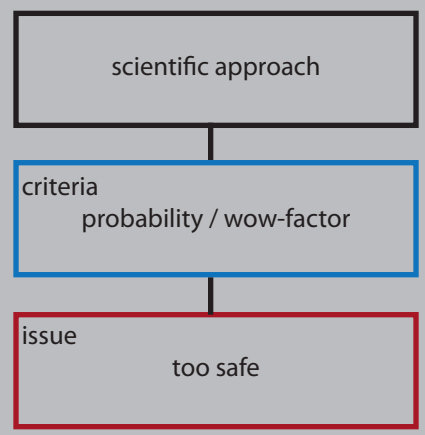 scientific approach
criteria
probability / wow-factor
issue
too safe